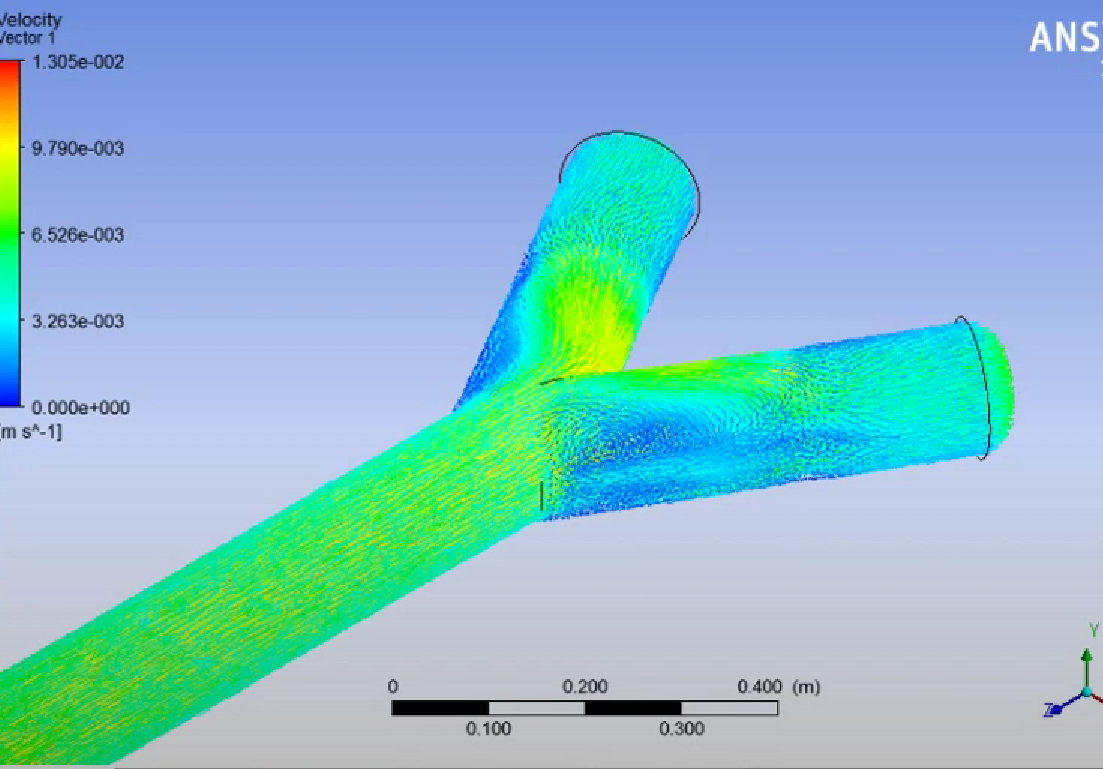 Velocity
Vector 1
1.305e-002
9.790e-003
6.526e-003
3.263e-003
0.000e+000
[m s^-1]
ANS
0 0.200 0.400 (m)
0.100 0.300
Y
Z